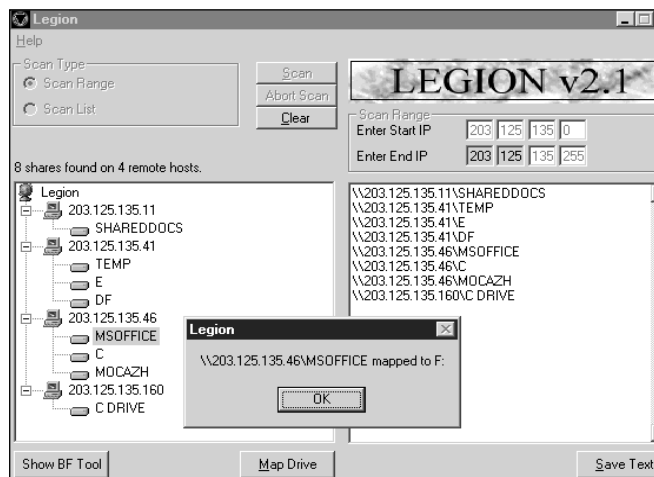 Legion
Help
Scan Type
Scan Range
Scan List
Scan
Abort Scan
Clear
LEGION v2.1
Scan Range
Enter Start IP 203 125 135 0
Enter End IP 203 125 135 255
8 shares found on 4 remote hosts.
Legion
203.125.135.11
SHAREDDOCS
203.125.135.41
TEMP
E
DF
203.125.135.46
MSOFFICE
C
MOCAZH
203.125.135.160
C DRIVE
\\203.125.135.11\SHAREDDOCS
\\203.125.135.41\TEMP
\\203.125.135.41\E
\\203.125.135.41\DF
\\203.125.135.46\MSOFFICE
\\203.125.135.46\C
\\203.125.135.46\MOCAZH
\\203.125.135.160\C DRIVE
Legion
\\203.125.135.46\MSOFFICE mapped to F:
OK
Show BF Tool
Map Drive
Save Text